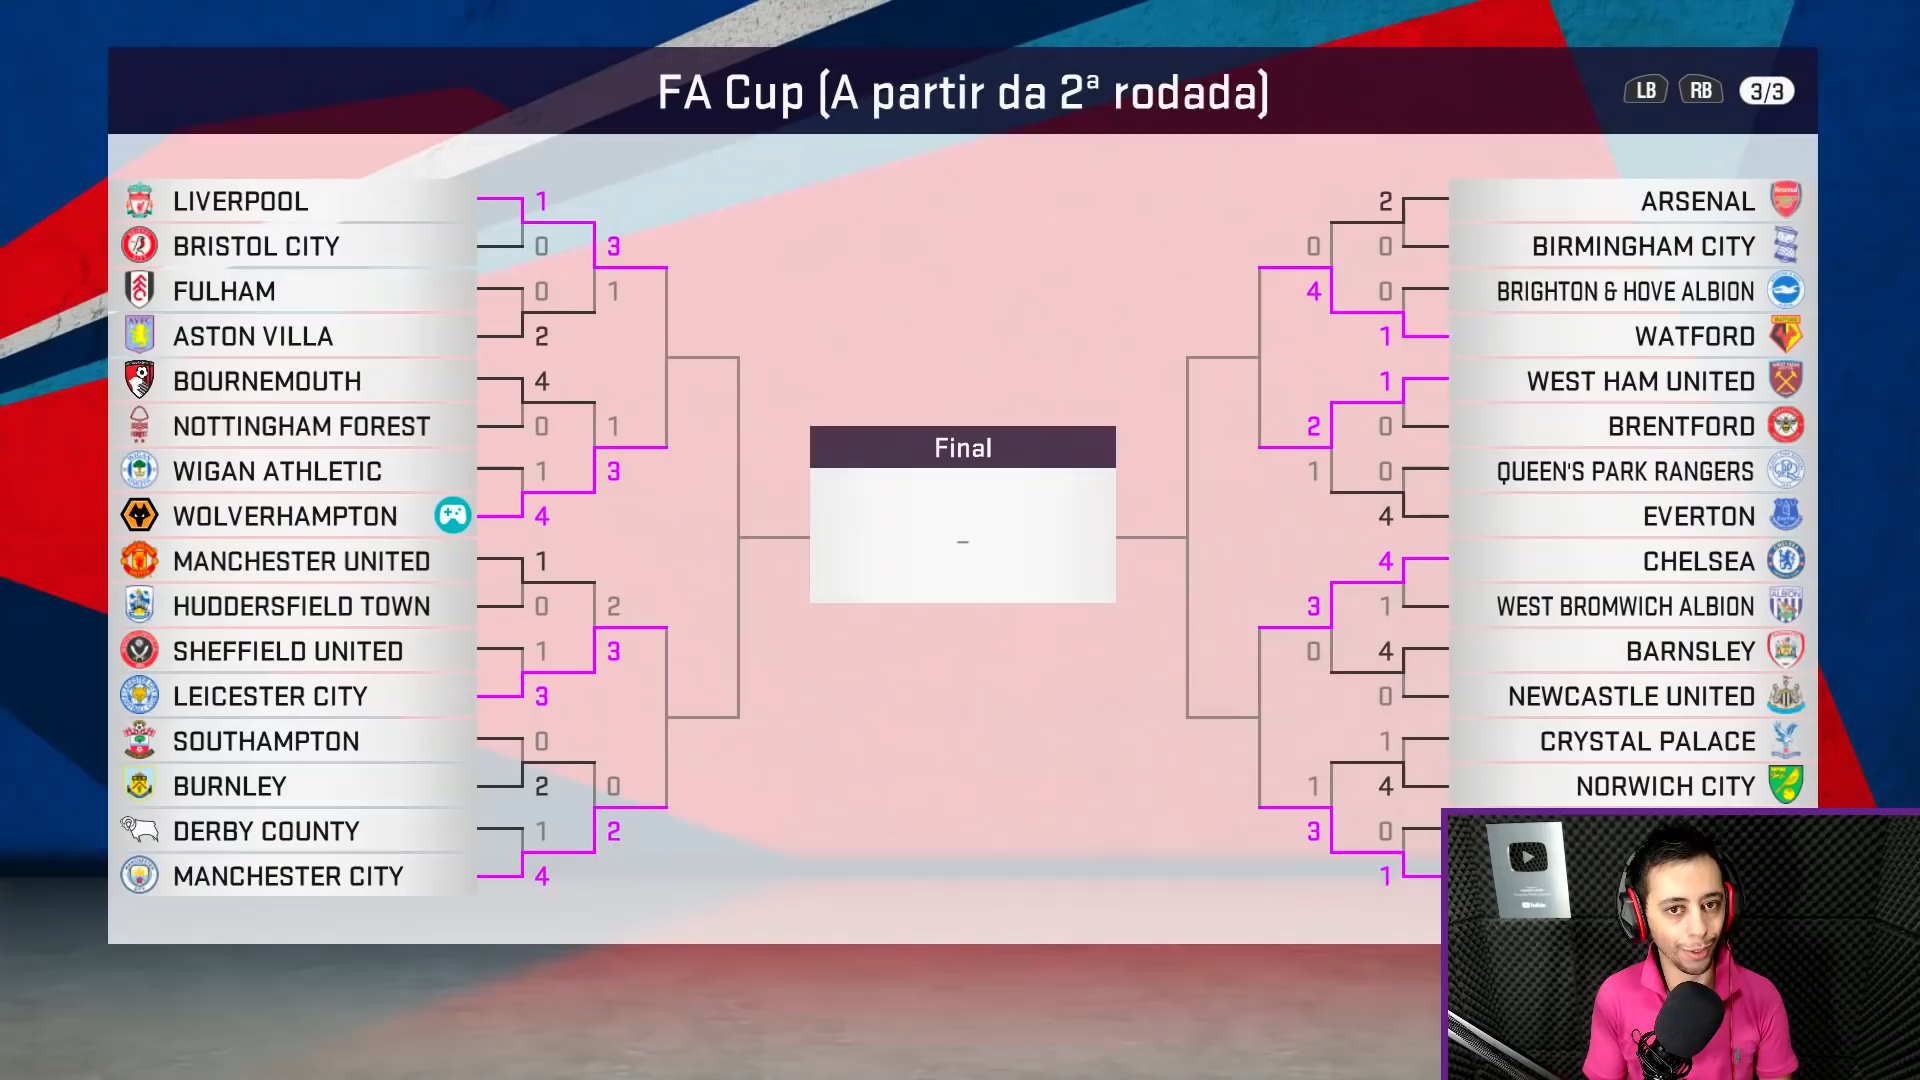 FA Cup (A partir da 2ª rodada)
LB RB 3/3
LIVERPOOL 1
BRISTOL CITY 0 3
FULHAM 0 1
ASTON VILLA 2
BOURNEMOUTH 4
NOTTINGHAM FOREST 0 1
WIGAN ATHLETIC 1 3
WOLVERHAMPTON 4
MANCHESTER UNITED 1
HUDDERSFIELD TOWN 0 2
SHEFFIELD UNITED 1 3
LEICESTER CITY 3
SOUTHAMPTON 0
BURNLEY 2 0
DERBY COUNTY 1 2
MANCHESTER CITY 4
Final
–
2 ARSENAL
0 0 BIRMINGHAM CITY
4 0 BRIGHTON & HOVE ALBION
1 WATFORD
1 WEST HAM UNITED
2 0 BRENTFORD
1 0 QUEEN'S PARK RANGERS
4 EVERTON
4 CHELSEA
3 1 WEST BROMWICH ALBION
0 4 BARNSLEY
0 NEWCASTLE UNITED
1 CRYSTAL PALACE
1 4 NORWICH CITY
3 0
1